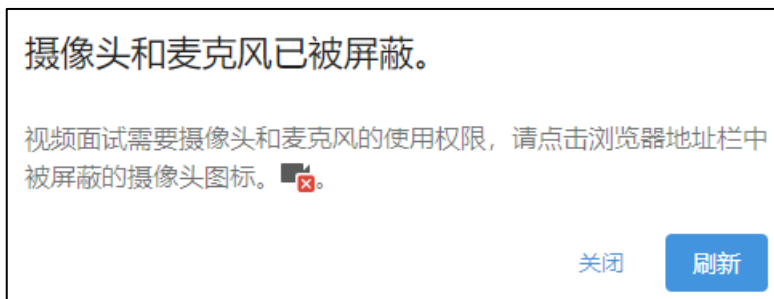 摄像头和麦克风已被屏蔽。
视频面试需要摄像头和麦克风的使用权限，请点击浏览器地址栏中
被屏蔽的摄像头图标。。
关闭
刷新